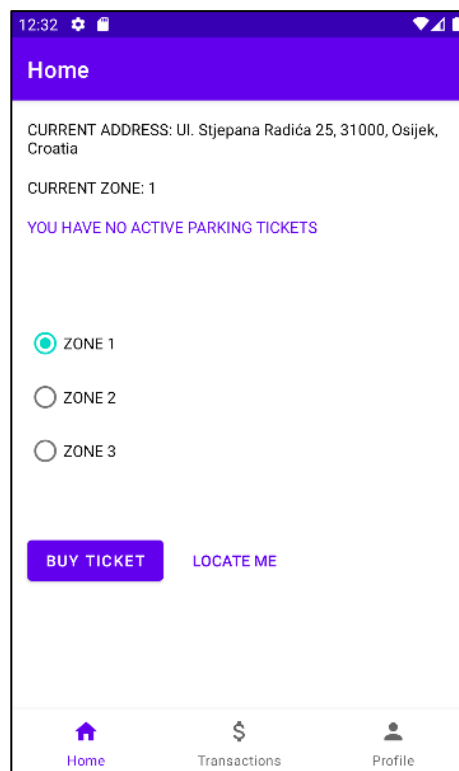 12:32
Home
CURRENT ADDRESS: Ul. Stjepana Radića 25, 31000, Osijek,
Croatia
CURRENT ZONE: 1
YOU HAVE NO ACTIVE PARKING TICKETS
ZONE 1
ZONE 2
ZONE 3
BUY TICKET LOCATE ME
Home Transactions Profile